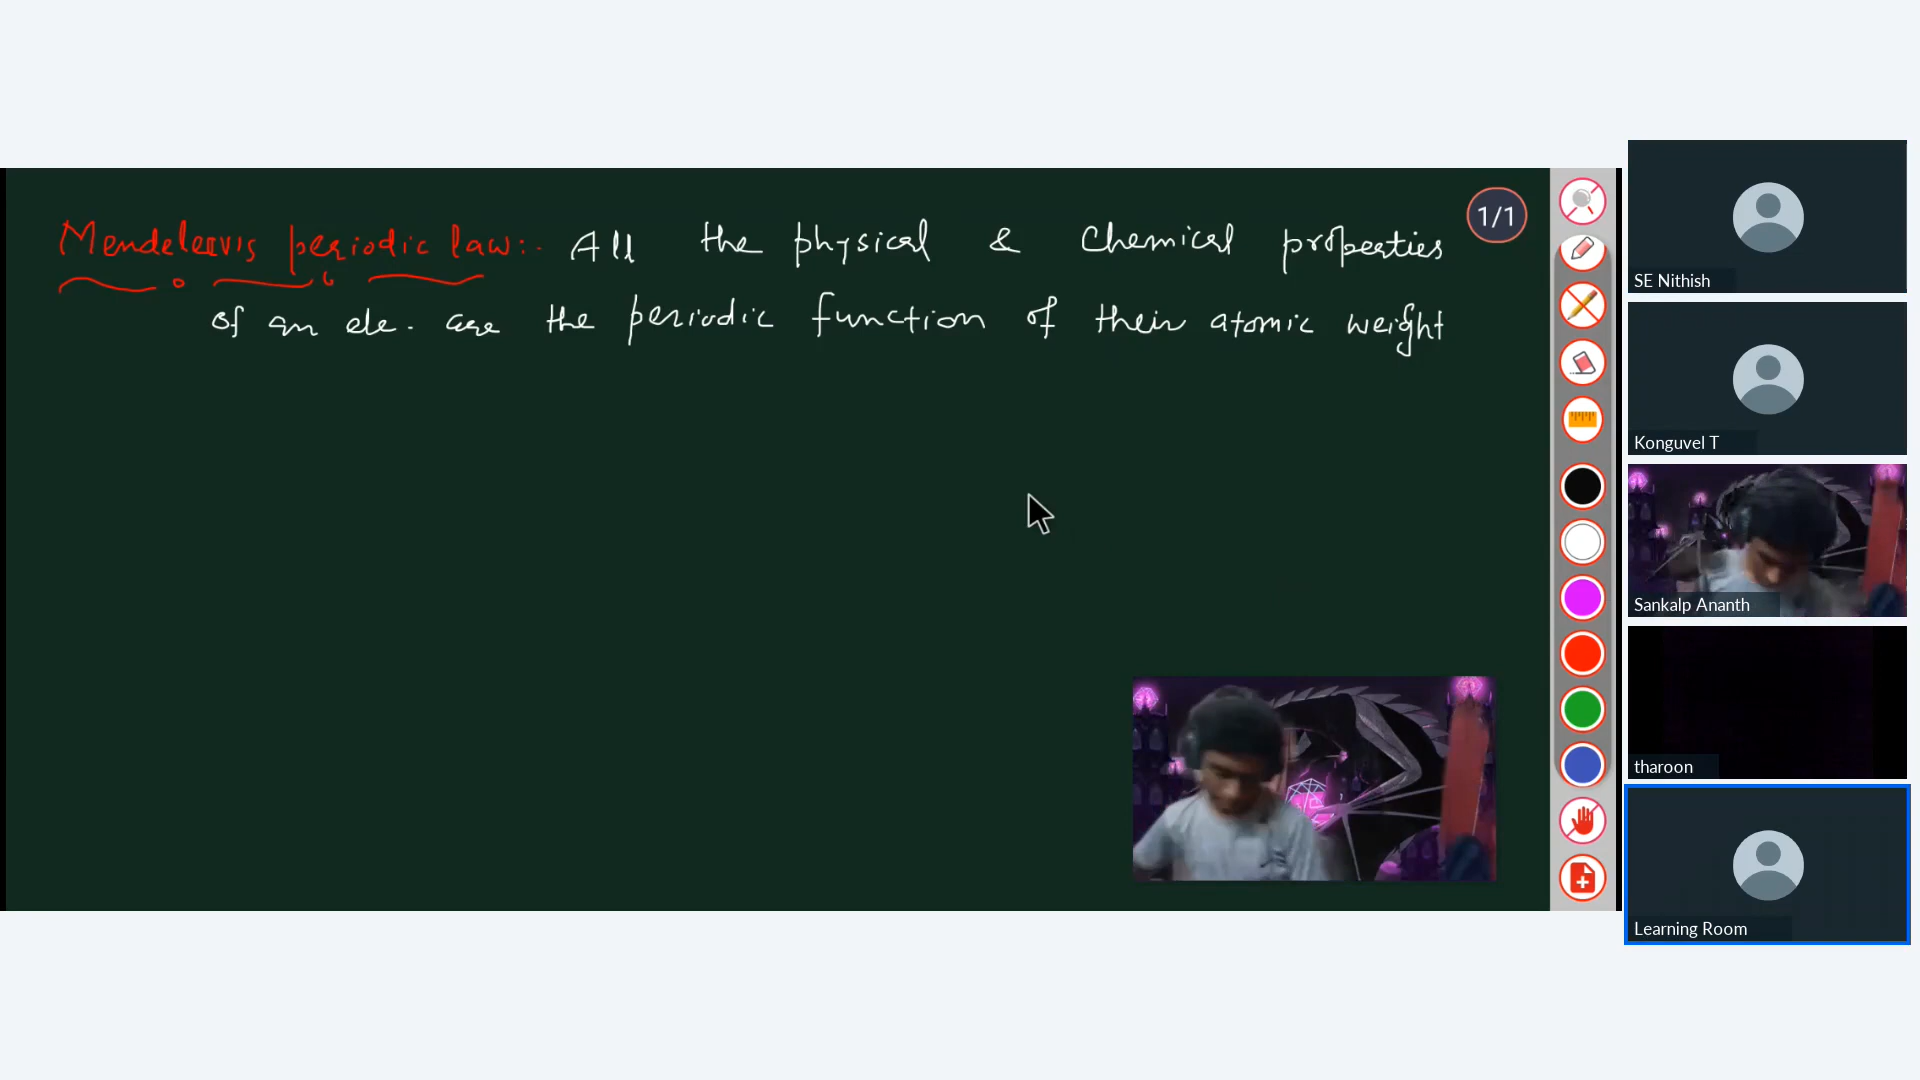 Mendeleevis periodic law:- All the physical & Chemical properties
of an ele. are the periodic function of their atomic weight
1/1
SE Nithish
Konguvel T
Sankalp Ananth
tharoon
Learning Room